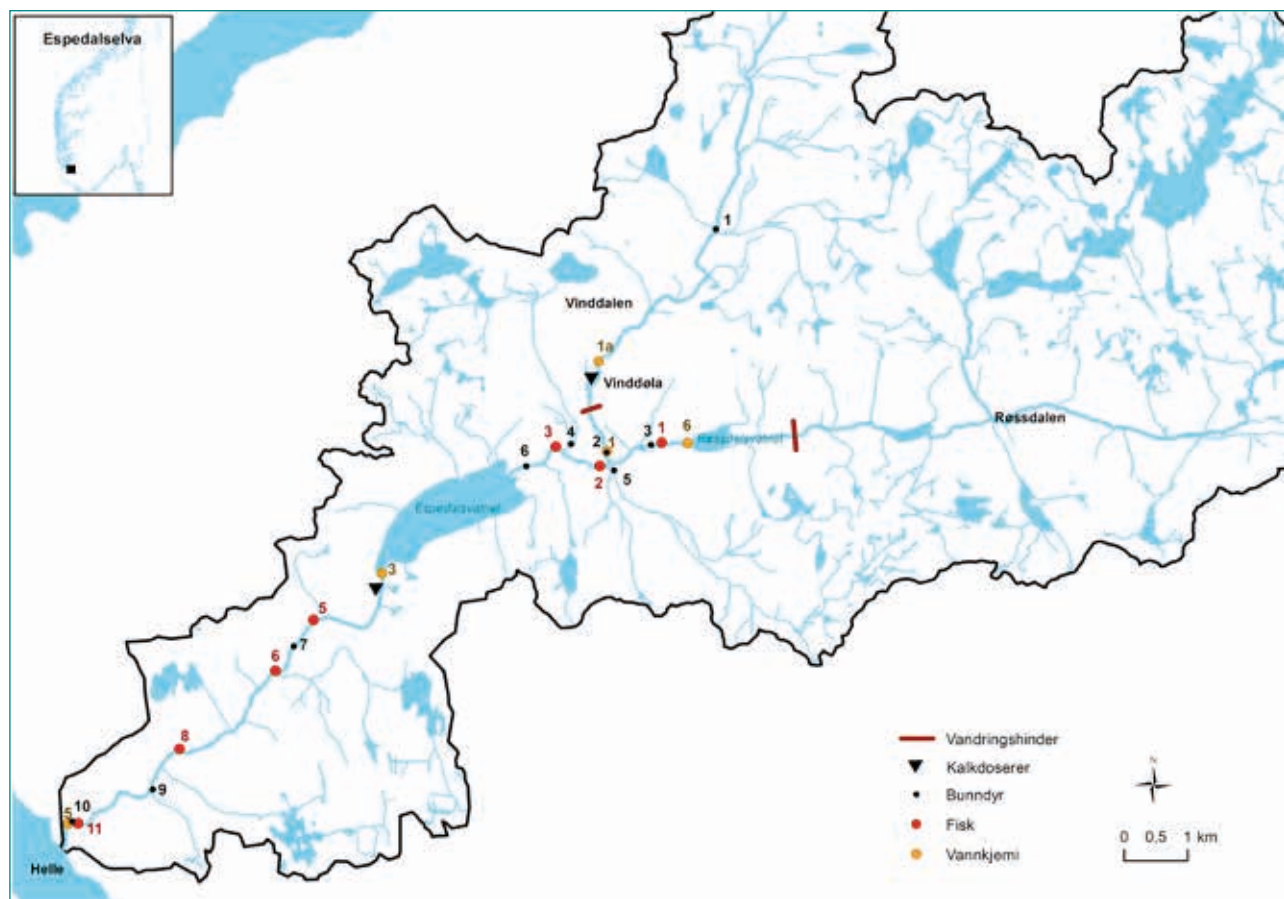 Espedalselva
1
Vinddalen
1a
Vinddøla
Røssdalen
3
4
2
1
3
1
6
6
2
5
Espedalsvatnet
3
5
7
6
8
9
5
10
11
Helle
Vandringshinder
Kalkdoserer
Bunndyr
Fisk
Vannkjemi
N
0 0,5 1 km